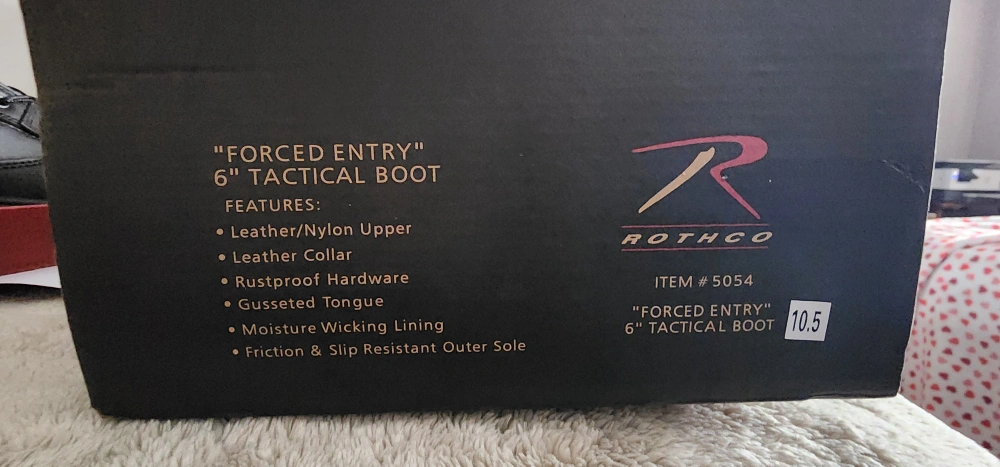 "FORCED ENTRY"
6" TACTICAL BOOT
FEATURES:
• Leather/Nylon Upper
• Leather Collar
• Rustproof Hardware
• Gusseted Tongue
• Moisture Wicking Lining
• Friction & Slip Resistant Outer Sole
R
ROTHCO
ITEM # 5054
"FORCED ENTRY"
6" TACTICAL BOOT
10.5